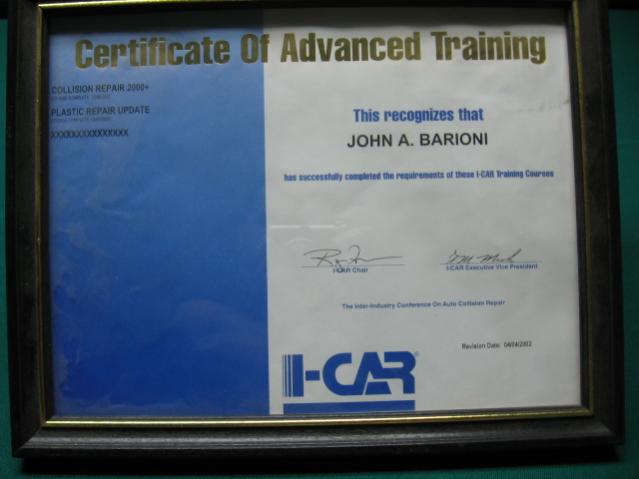 Certificate Of Advanced Training
COLLISION REPAIR 2000+
PLASTIC REPAIR UPDATE
XXXXXXXXXXXXXXX
This recognizes that
JOHN A. BARIONI
has successfully completed the requirements of these I-CAR Training Courses
I-CAR Chair
I-CAR Executive Vice President
The Inter-Industry Conference On Auto Collision Repair
Revision Date: 04/24/2002
I-CAR